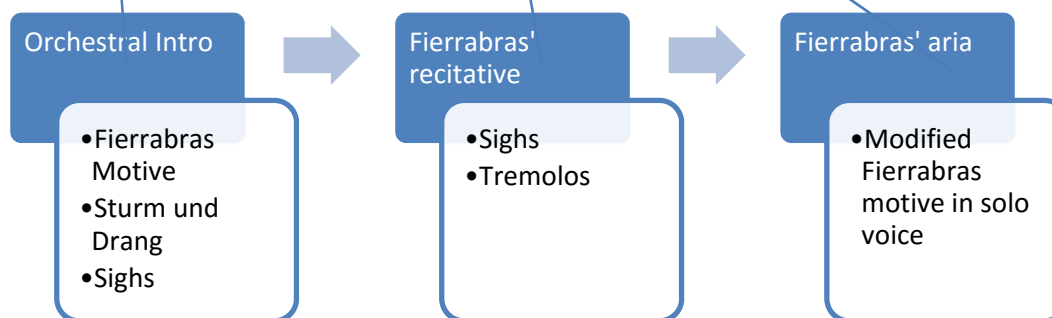 Orchestral Intro
•Fierrabras
Motive
•Sturm und
Drang
•Sighs
Fierrabras'
recitative
•Sighs
•Tremolos
Fierrabras' aria
•Modified
Fierrabras
motive in solo
voice